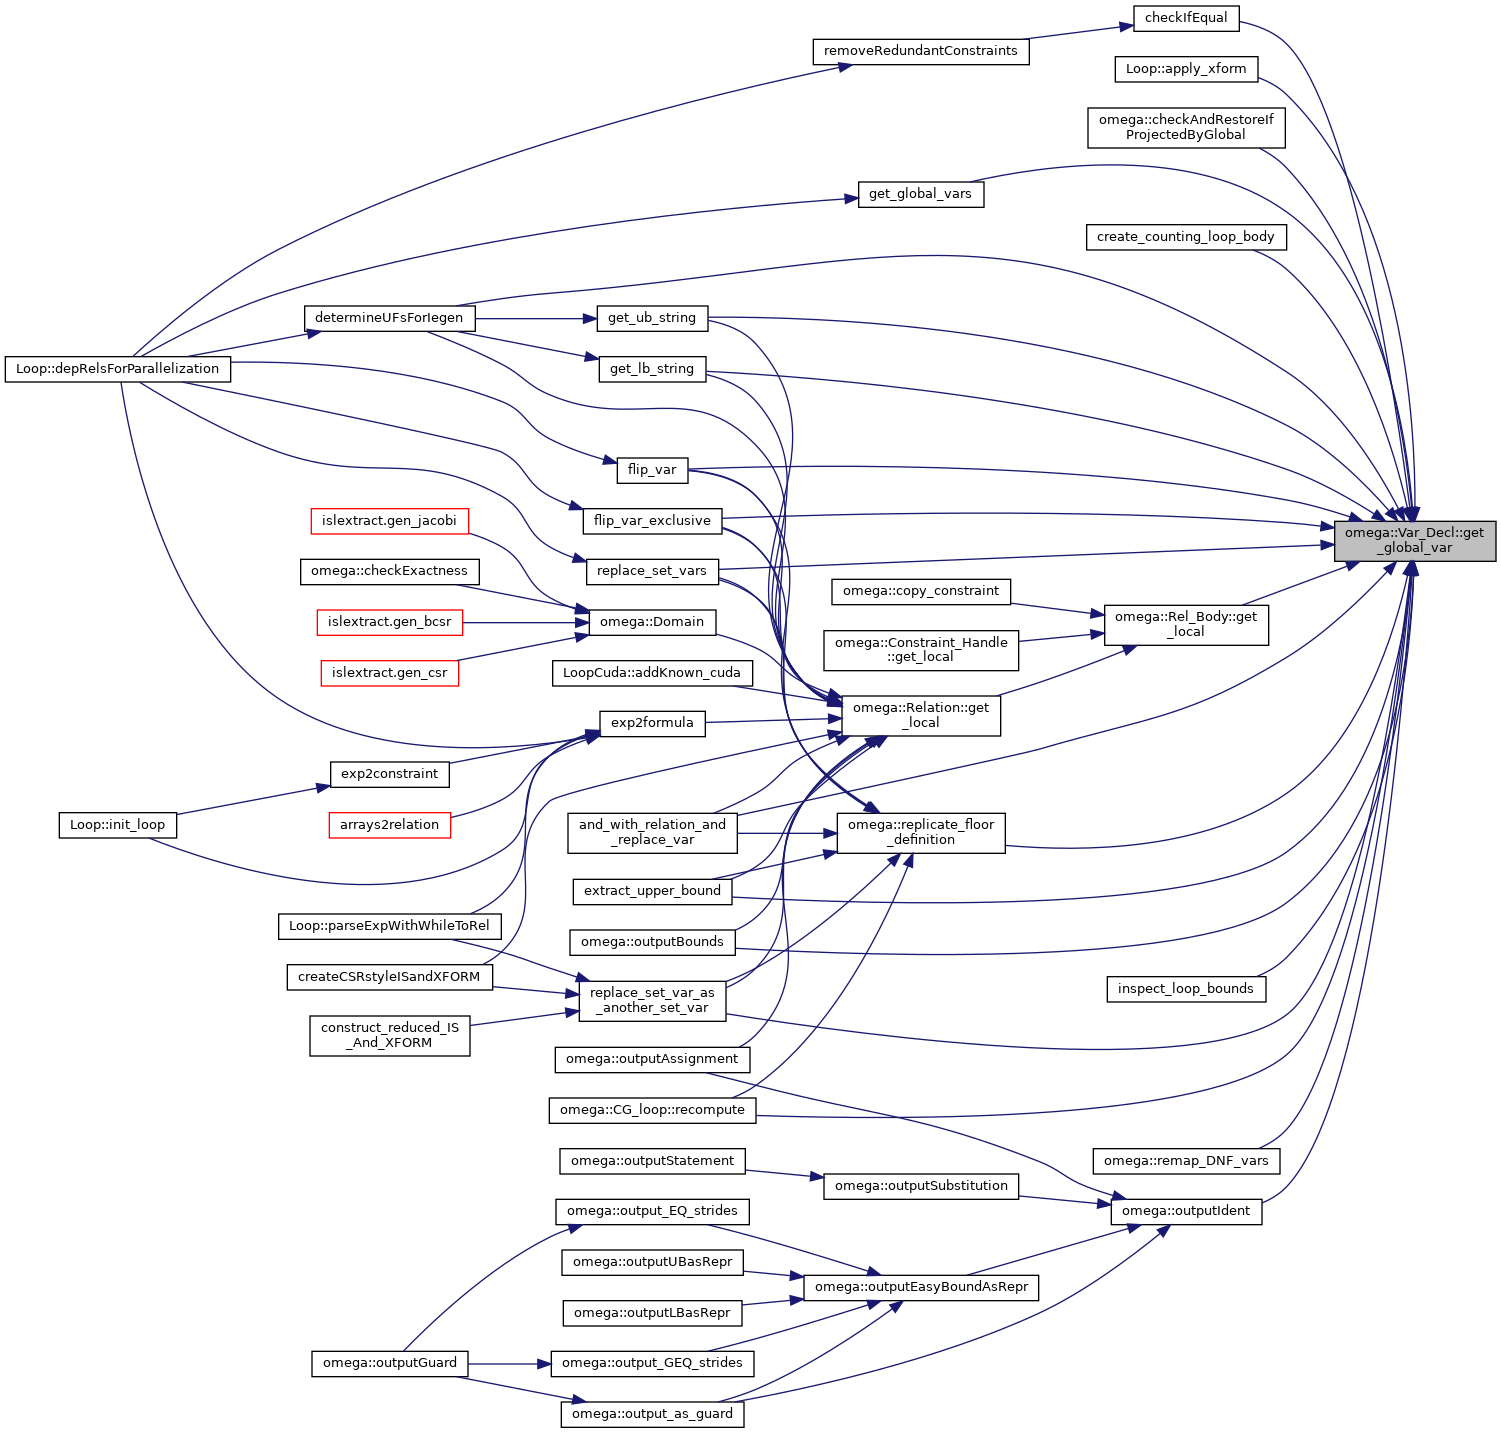 checkIfEqual
removeRedundantConstraints
Loop::apply_xform
omega::checkAndRestoreIf
ProjectedByGlobal
get_global_vars
create_counting_loop_body
determineUFsForIegen
get_ub_string
Loop::depRelsForParallelization
get_lb_string
flip_var
islextract.gen_jacobi
flip_var_exclusive
omega::Var_Decl::get
_global_var
omega::checkExactness
replace_set_vars
omega::copy_constraint
omega::Rel_Body::get
_local
islextract.gen_bcsr
omega::Domain
omega::Constraint_Handle
::get_local
islextract.gen_csr
LoopCuda::addKnown_cuda
omega::Relation::get
_local
exp2formula
exp2constraint
Loop::init_loop
arrays2relation
and_with_relation_and
_replace_var
omega::replicate_floor
_definition
extract_upper_bound
Loop::parseExpWithWhileToRel
omega::outputBounds
createCSRstyleISandXFORM
replace_set_var_as
_another_set_var
inspect_loop_bounds
construct_reduced_IS
_And_XFORM
omega::outputAssignment
omega::CG_loop::recompute
omega::outputStatement
omega::remap_DNF_vars
omega::outputSubstitution
omega::output_EQ_strides
omega::outputIdent
omega::outputUBasRepr
omega::outputEasyBoundAsRepr
omega::outputLBasRepr
omega::outputGuard
omega::output_GEQ_strides
omega::output_as_guard